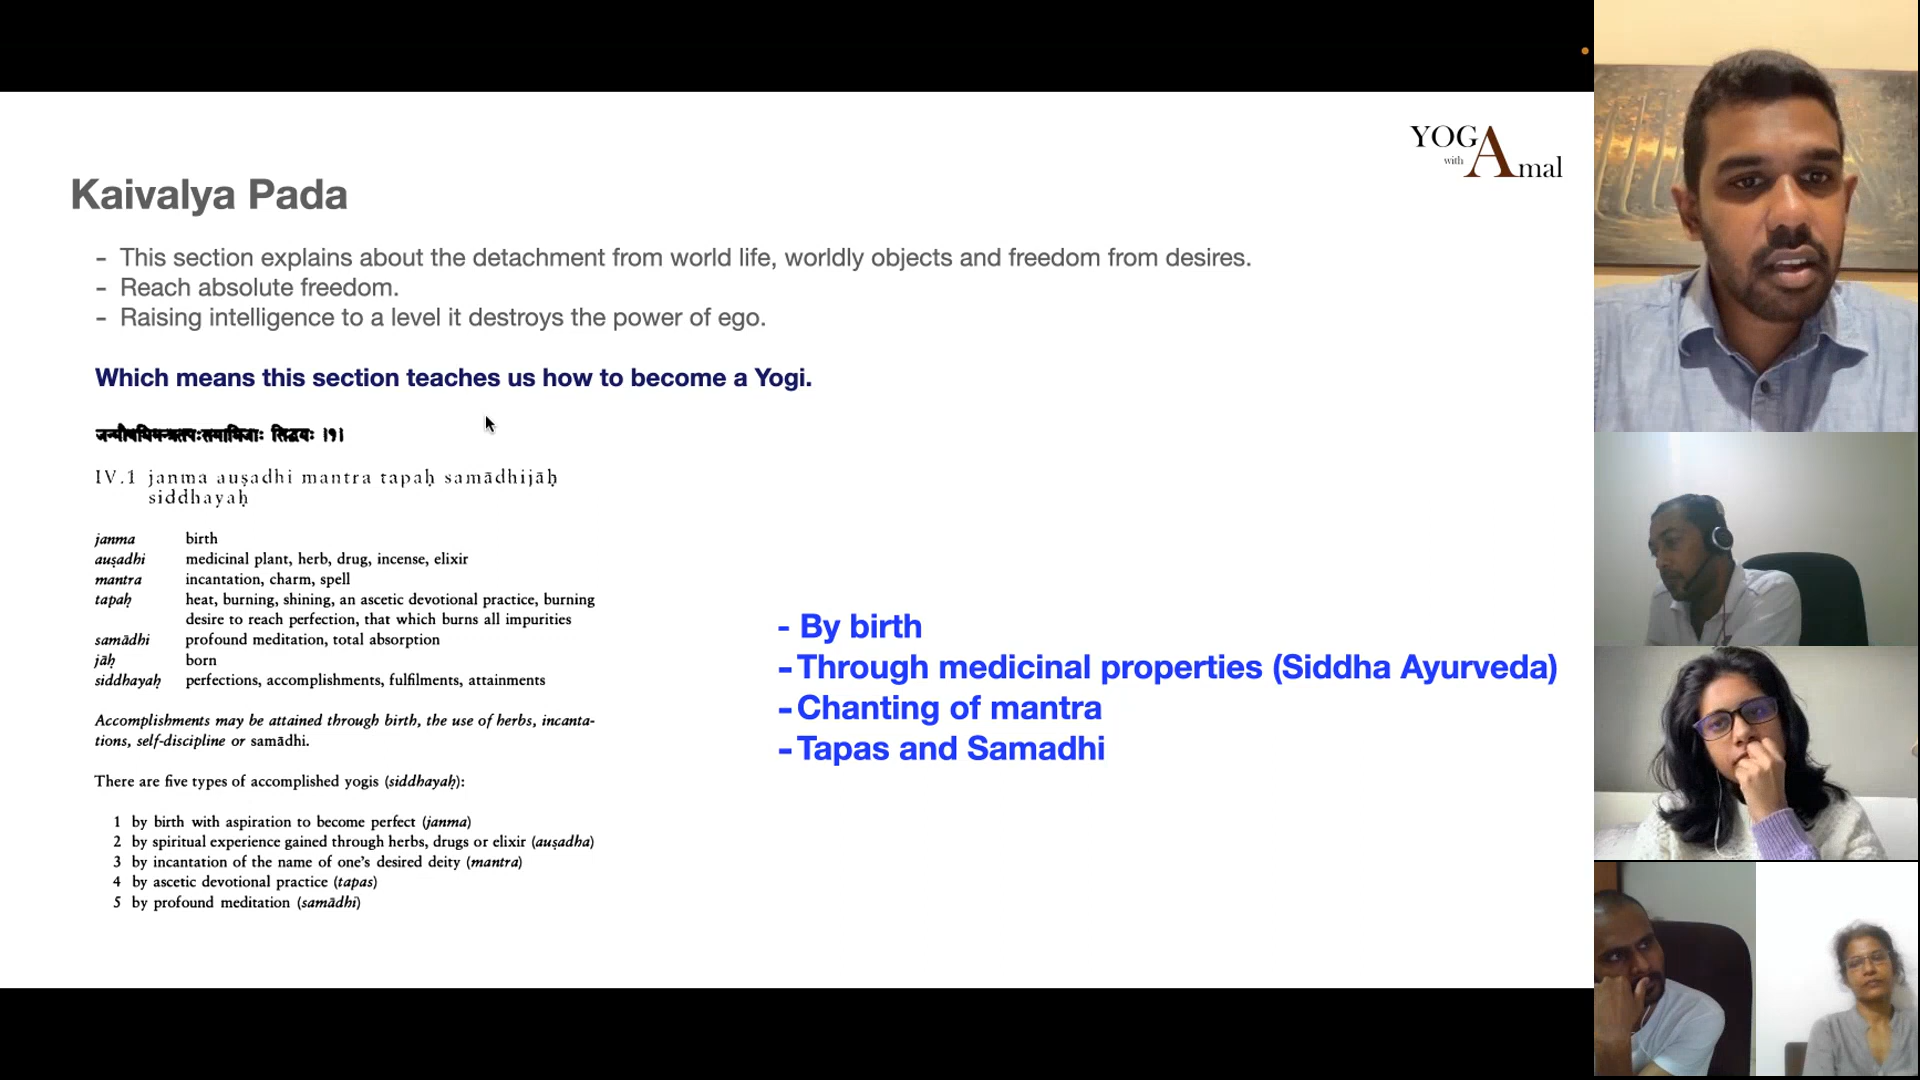 YOGA
with Amal
Kaivalya Pada
- This section explains about the detachment from world life, worldly objects and freedom from desires.
- Reach absolute freedom.
- Raising intelligence to a level it destroys the power of ego.
Which means this section teaches us how to become a Yogi.
जन्मौषधिमन्त्रतपःसमाधिजाः सिद्धयः ।१।
IV.1 janma auṣadhi mantra tapaḥ samādhijāḥ
siddhayaḥ
janma birth
auṣadhi medicinal plant, herb, drug, incense, elixir
mantra incantation, charm, spell
tapaḥ heat, burning, shining, an ascetic devotional practice, burning
desire to reach perfection, that which burns all impurities
samādhi profound meditation, total absorption
jāḥ born
siddhayaḥ perfections, accomplishments, fulfilments, attainments
Accomplishments may be attained through birth, the use of herbs, incanta-
tions, self-discipline or samādhi.
There are five types of accomplished yogis (siddhayaḥ):
1 by birth with aspiration to become perfect (janma)
2 by spiritual experience gained through herbs, drugs or elixir (auṣadha)
3 by incantation of the name of one's desired deity (mantra)
4 by ascetic devotional practice (tapas)
5 by profound meditation (samādhi)
- By birth
- Through medicinal properties (Siddha Ayurveda)
- Chanting of mantra
- Tapas and Samadhi